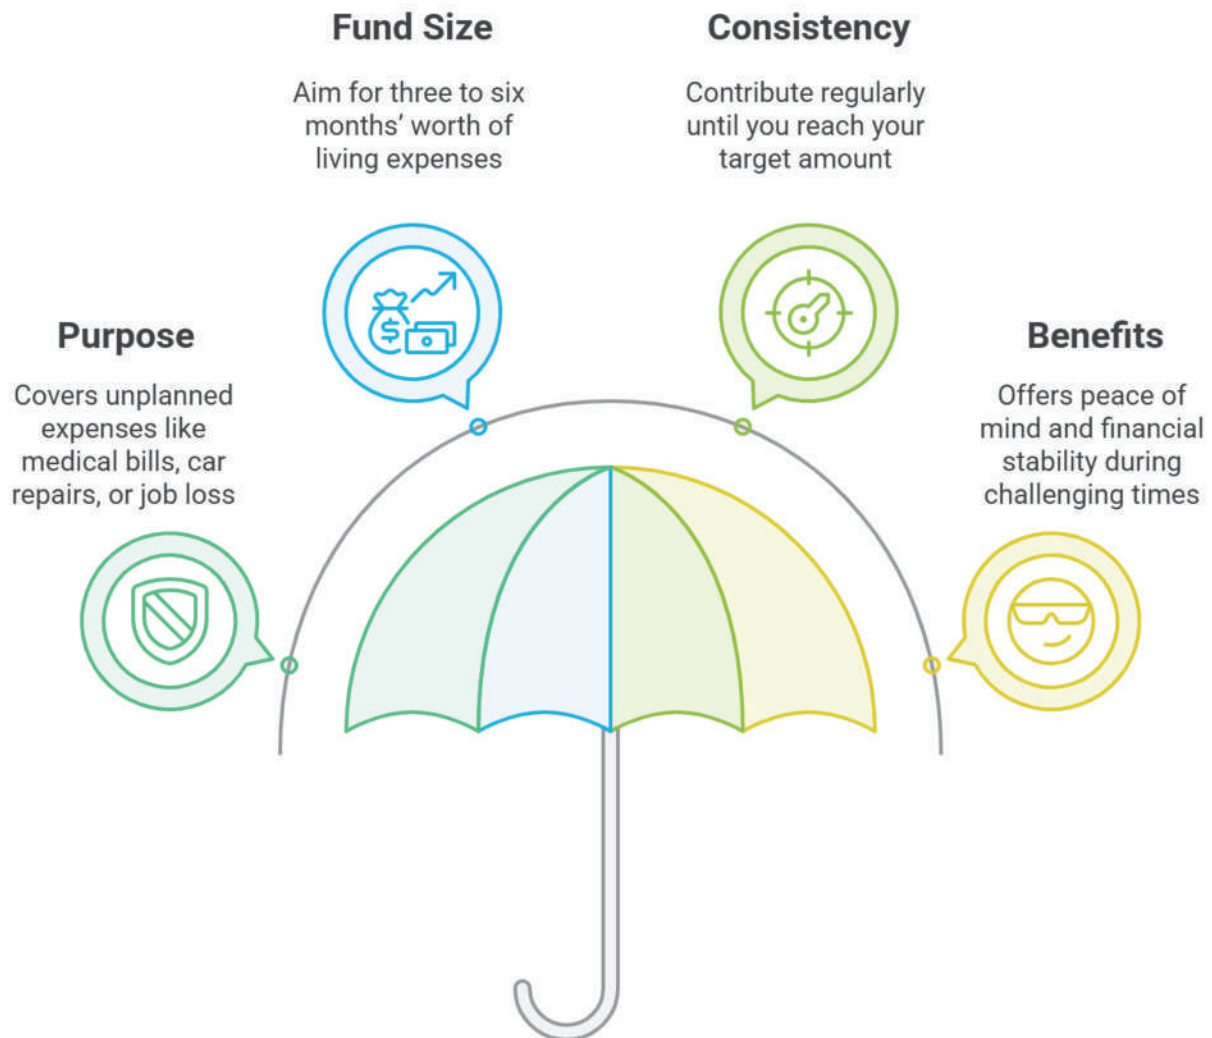 Fund Size
Aim for three to six
months’ worth of
living expenses
Consistency
Contribute regularly
until you reach your
target amount
Purpose
Covers unplanned
expenses like
medical bills, car
repairs, or job loss
Benefits
Offers peace of
mind and financial
stability during
challenging times
$